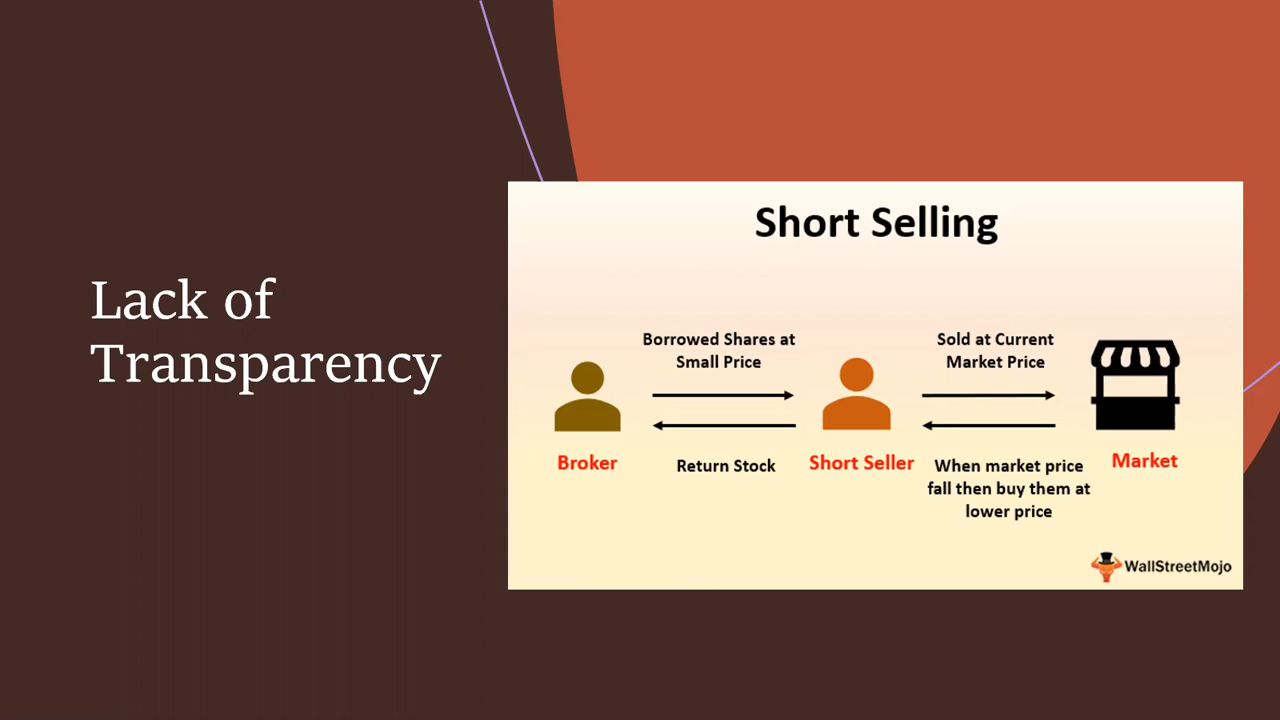 Lack of
Transparency
Short Selling
Borrowed Shares at
Small Price
Sold at Current
Market Price
Broker
Return Stock
Short Seller
When market price
fall then buy them at
lower price
Market
WallStreetMojo